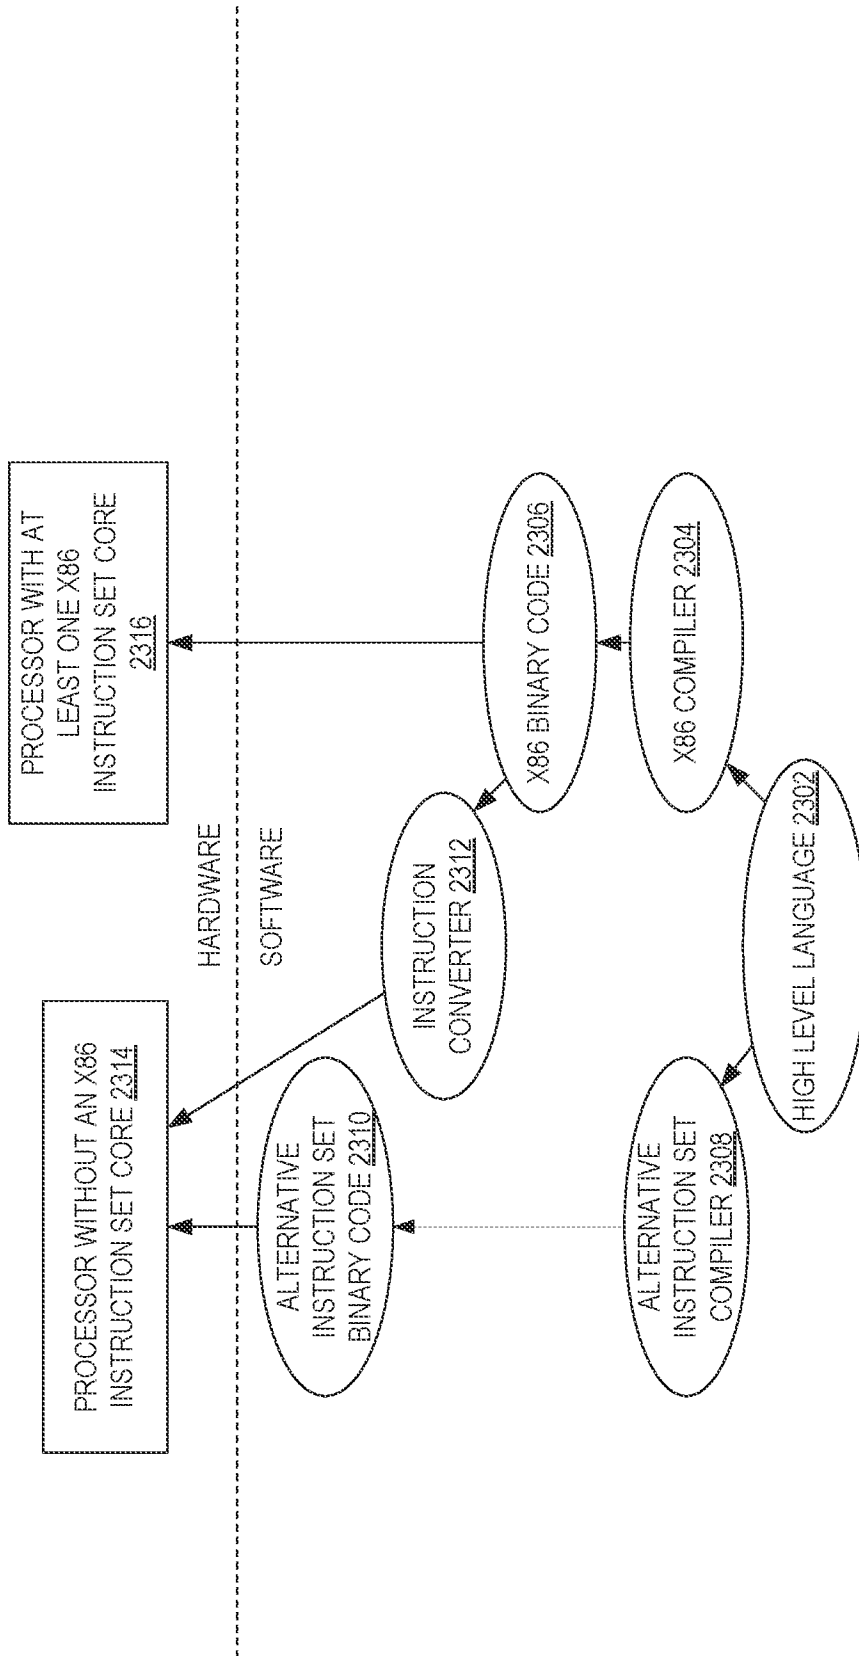 PROCESSOR WITHOUT AN X86
INSTRUCTION SET CORE 2314
PROCESSOR WITH AT
LEAST ONE X86
INSTRUCTION SET CORE
2316
HARDWARE
SOFTWARE
ALTERNATIVE
INSTRUCTION SET
BINARY CODE 2310
INSTRUCTION
CONVERTER 2312
X86 BINARY CODE 2306
ALTERNATIVE
INSTRUCTION SET
COMPILER 2308
X86 COMPILER 2304
HIGH LEVEL LANGUAGE 2302